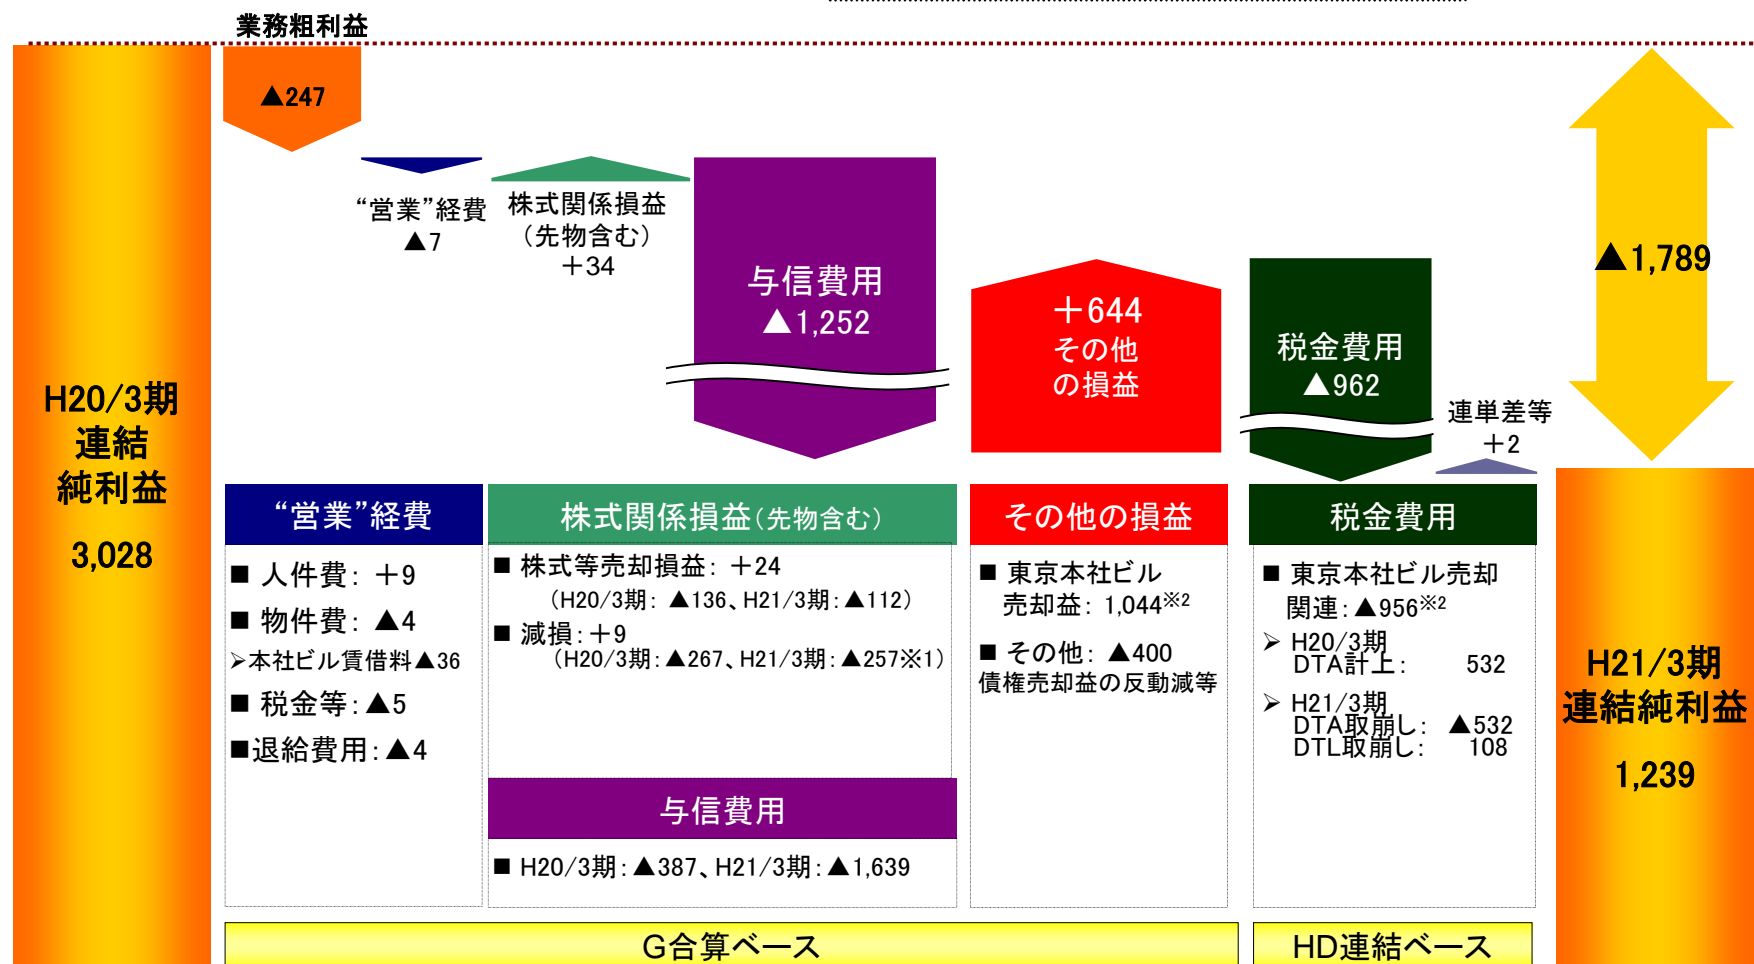 業務粗利益
▲247
“営業”経費
▲7
株式関係損益
（先物含む）
＋34
与信費用
▲1,252
＋644
その他
の損益
税金費用
▲962
連単差等
＋2
▲1,789
H20/3期
連結
純利益
3,028
“営業”経費
■ 人件費： ＋9
■ 物件費： ▲4
➢本社ビル賃借料▲36
■ 税金等：▲5
■退給費用：▲4
株式関係損益（先物含む）
■ 株式等売却損益： ＋24
（H20/3期： ▲136、H21/3期：▲112）
■ 減損：＋9
（H20/3期：▲267、H21/3期：▲257※1）
与信費用
■ H20/3期：▲387、H21/3期：▲1,639
その他の損益
■ 東京本社ビル
売却益： 1,044※2
■ その他： ▲400
債権売却益の反動減等
税金費用
■ 東京本社ビル売却
関連：▲956※2
➢ H20/3期
DTA計上： 532
➢ H21/3期
DTA取崩し： ▲532
DTL取崩し： 108
H21/3期
連結純利益
1,239
G合算ベース
HD連結ベース